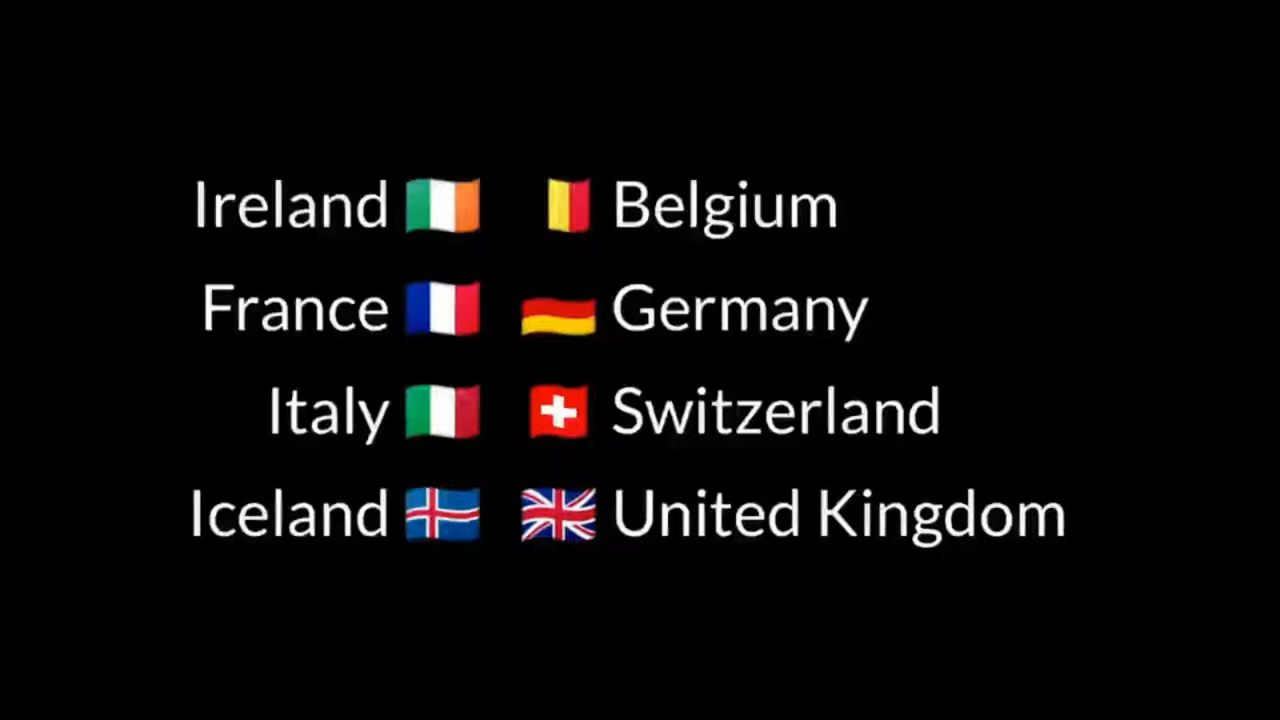 Ireland 🇮🇪 🇧🇪 Belgium
France 🇫🇷 🇩🇪 Germany
Italy 🇮🇹 🇨🇭 Switzerland
Iceland 🇮🇸 🇬🇧 United Kingdom